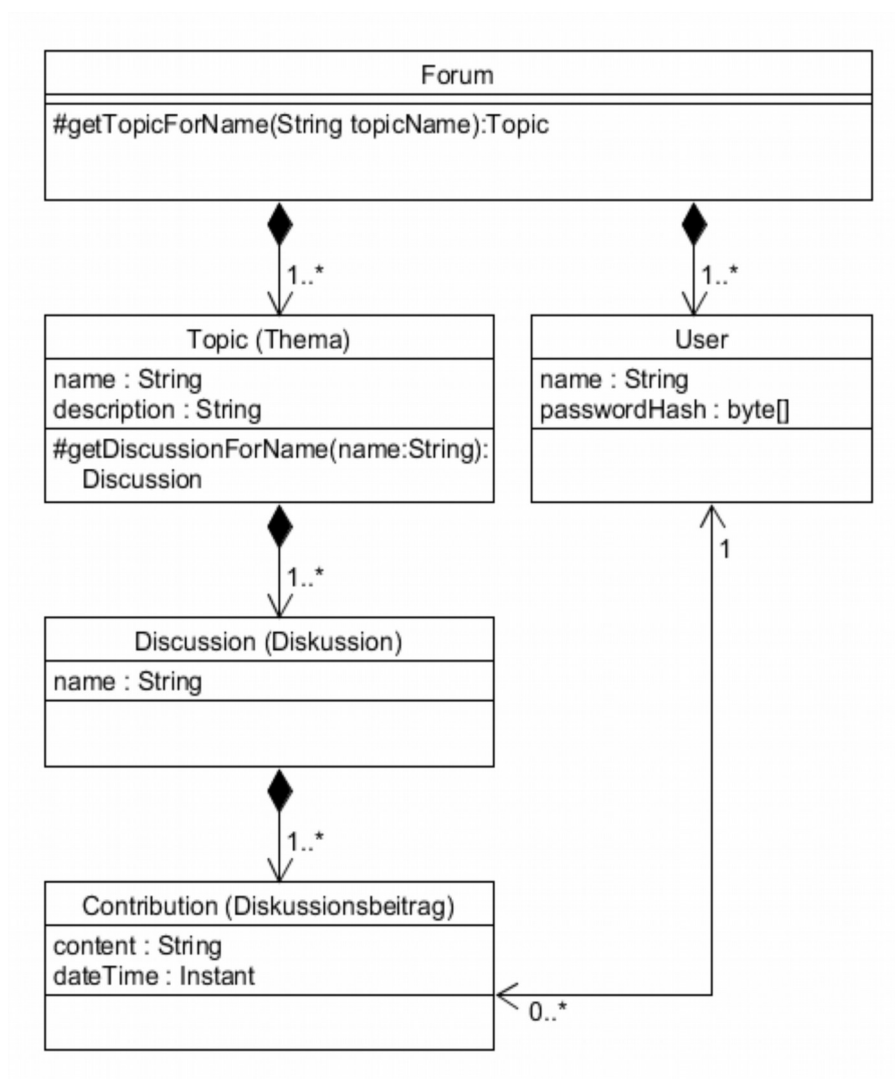 Forum
#getTopicForName(String topicName):Topic
1..*
1..*
Topic (Thema)
name : String
description : String
#getDiscussionForName(name:String):
Discussion
User
name : String
passwordHash : byte[]
1..*
1
Discussion (Diskussion)
name : String
1..*
Contribution (Diskussionsbeitrag)
content : String
dateTime : Instant
0..*